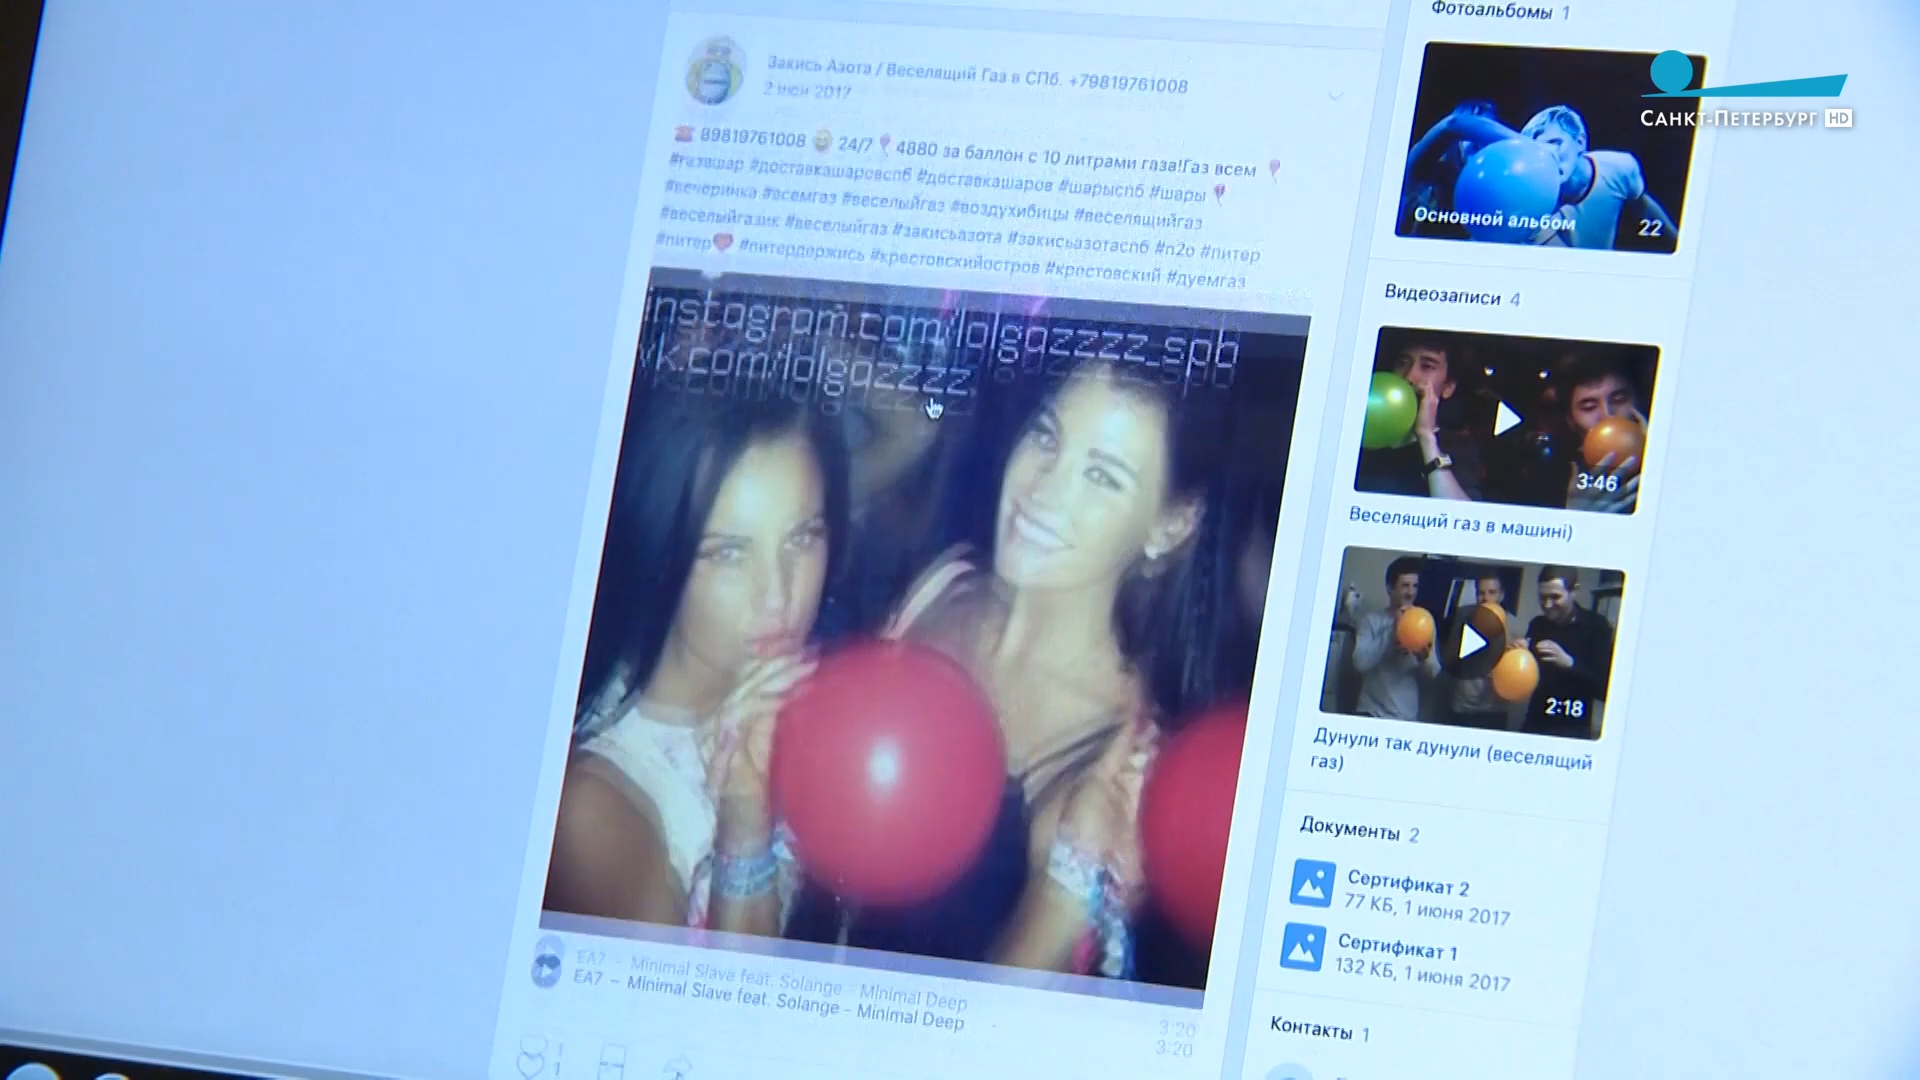 Закись Азота / Веселящий Газ в СПб. +79819761008
2 июн 2017
89819761008 24/7 4880 за баллон с 10 литрами газа!Газ всем
#газвшар #доставкашаровспб #доставкашаров #шарыспб #шары
#вечеринка #всемгаз #веселыйгаз #воздухибицы #веселящийгаз
#веселыйгазик #веселыйгаз #закисьазота #закисьазотаспб #n2o #питер
#питер #питердержись #крестовскийостров #крестовский #дуемгаз
instagram.com/lolgazzzz_spb
vk.com/lolgazzzz
EA7 – Minimal Slave feat. Solange - Minimal Deep
EA7 – Minimal Slave feat. Solange - Minimal Deep
3:20
3:20
1
1
Фотоальбомы 1
Основной альбом 22
Видеозаписи 4
3:46
Веселящий газ в машині)
2:18
Дунули так дунули (веселящий
газ)
Документы 2
Сертификат 2
77 КБ, 1 июня 2017
Сертификат 1
132 КБ, 1 июня 2017
Контакты 1
САНКТ-ПЕТЕРБУРГ HD